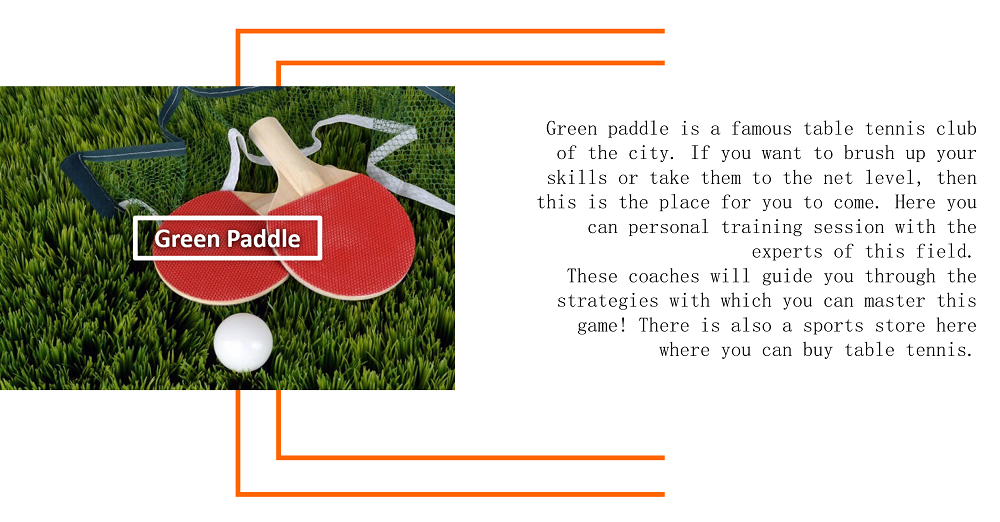 Green Paddle
Green paddle is a famous table tennis club
of the city. If you want to brush up your
skills or take them to the net level, then
this is the place for you to come. Here you
can personal training session with the
experts of this field.
These coaches will guide you through the
strategies with which you can master this
game! There is also a sports store here
where you can buy table tennis.